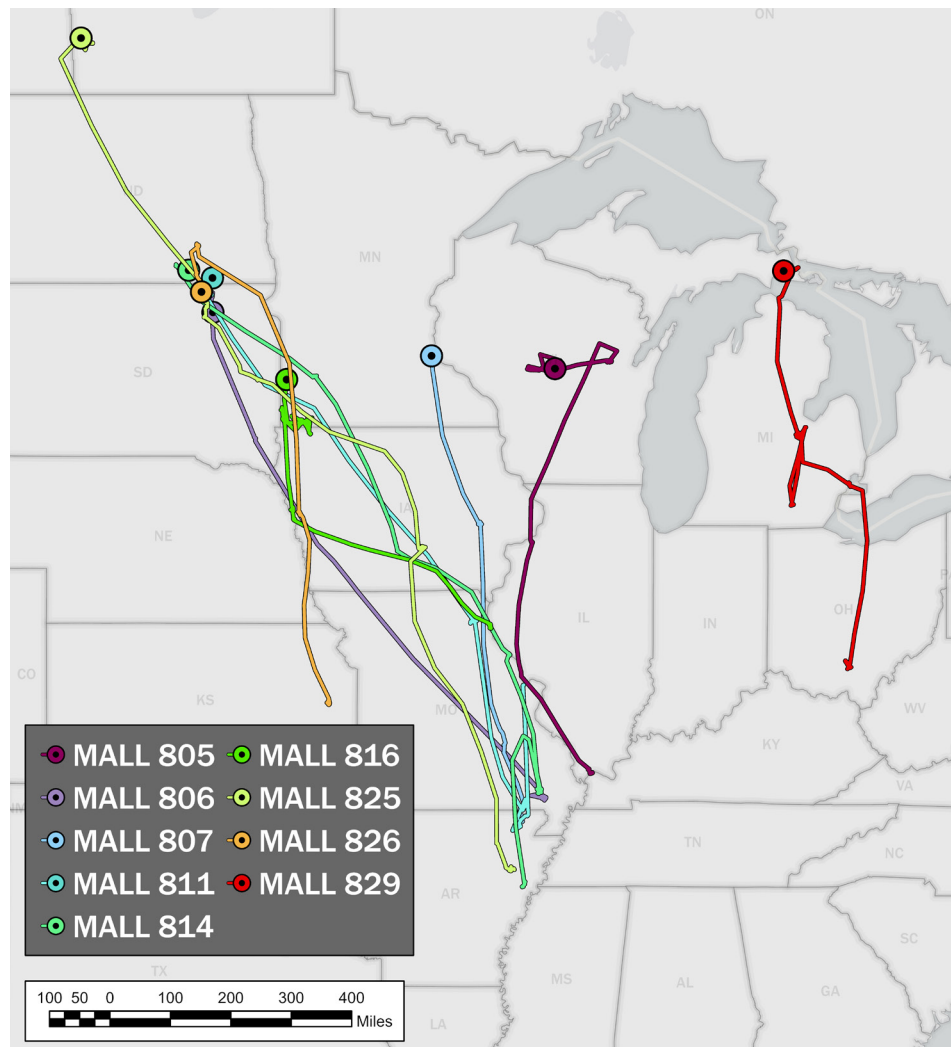 ON
ND
MN
SD
MI
IA
NE
IL
IN
OH
CO
KS
MO
WV
KY
VA
TN
NC
AR
SC
TX
MS
AL
GA
LA
MALL 805 MALL 816
MALL 806 MALL 825
MALL 807 MALL 826
MALL 811 MALL 829
MALL 814
100 50 0 100 200 300 400
Miles